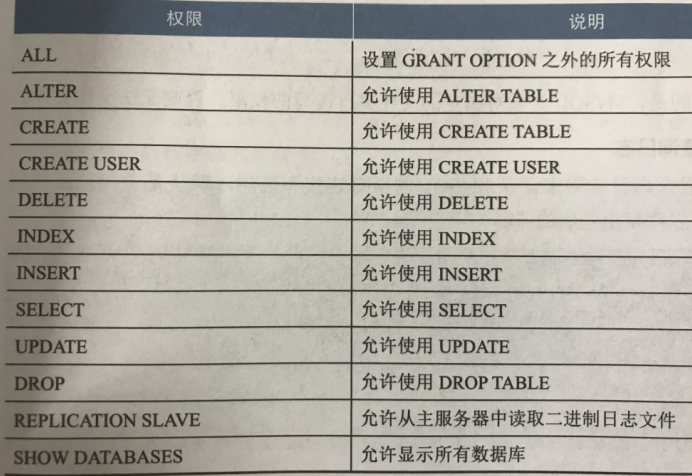 权限 说明
ALL 设置 GRANT OPTION 之外的所有权限
ALTER 允许使用 ALTER TABLE
CREATE 允许使用 CREATE TABLE
CREATE USER 允许使用 CREATE USER
DELETE 允许使用 DELETE
INDEX 允许使用 INDEX
INSERT 允许使用 INSERT
SELECT 允许使用 SELECT
UPDATE 允许使用 UPDATE
DROP 允许使用 DROP TABLE
REPLICATION SLAVE 允许从主服务器中读取二进制日志文件
SHOW DATABASES 允许显示所有数据库